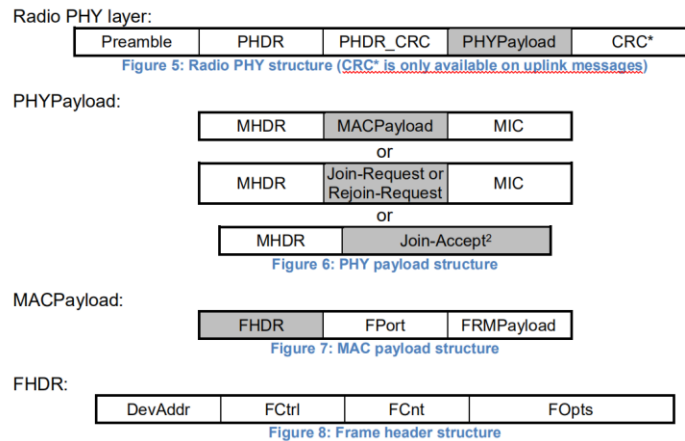 Radio PHY layer:
Preamble PHDR PHDR_CRC PHYPayload CRC*
Figure 5: Radio PHY structure (CRC* is only available on uplink messages)
PHYPayload:
MHDR MACPayload MIC
or
MHDR Join-Request or Rejoin-Request MIC
or
MHDR Join-Accept²
Figure 6: PHY payload structure
MACPayload:
FHDR FPort FRMPayload
Figure 7: MAC payload structure
FHDR:
DevAddr FCtrl FCnt FOpts
Figure 8: Frame header structure